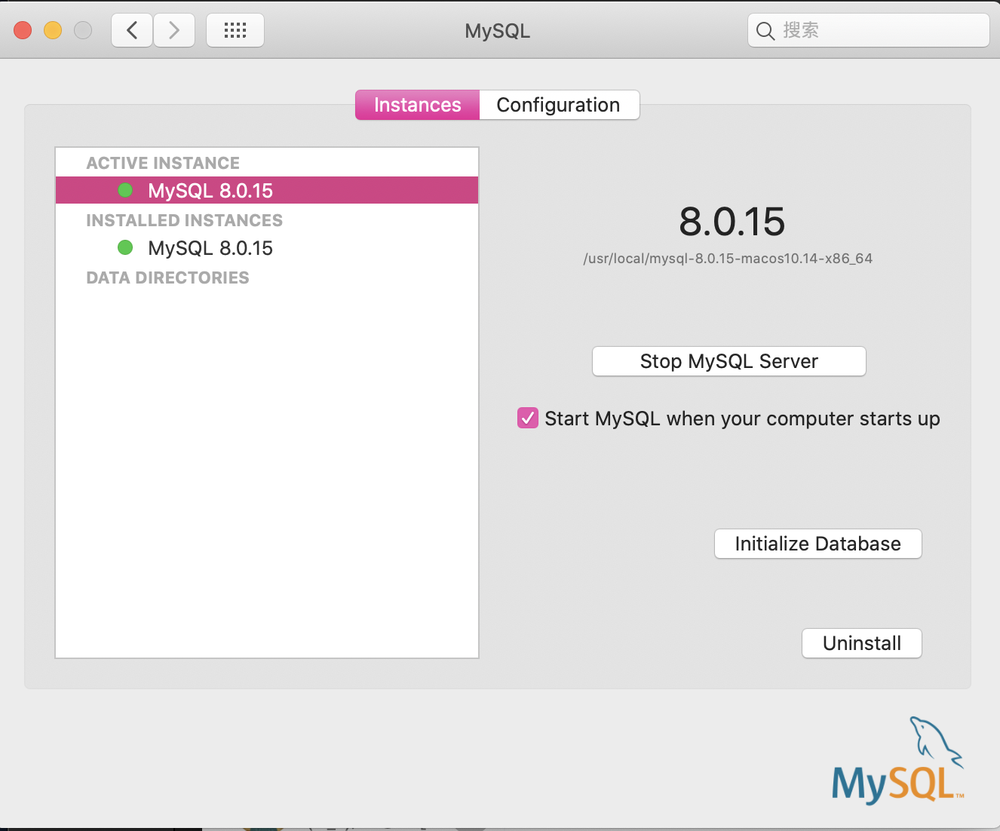 MySQL
搜索
Instances
Configuration
ACTIVE INSTANCE
MySQL 8.0.15
INSTALLED INSTANCES
MySQL 8.0.15
DATA DIRECTORIES
8.0.15
/usr/local/mysql-8.0.15-macos10.14-x86_64
Stop MySQL Server
Start MySQL when your computer starts up
Initialize Database
Uninstall
MySQL™